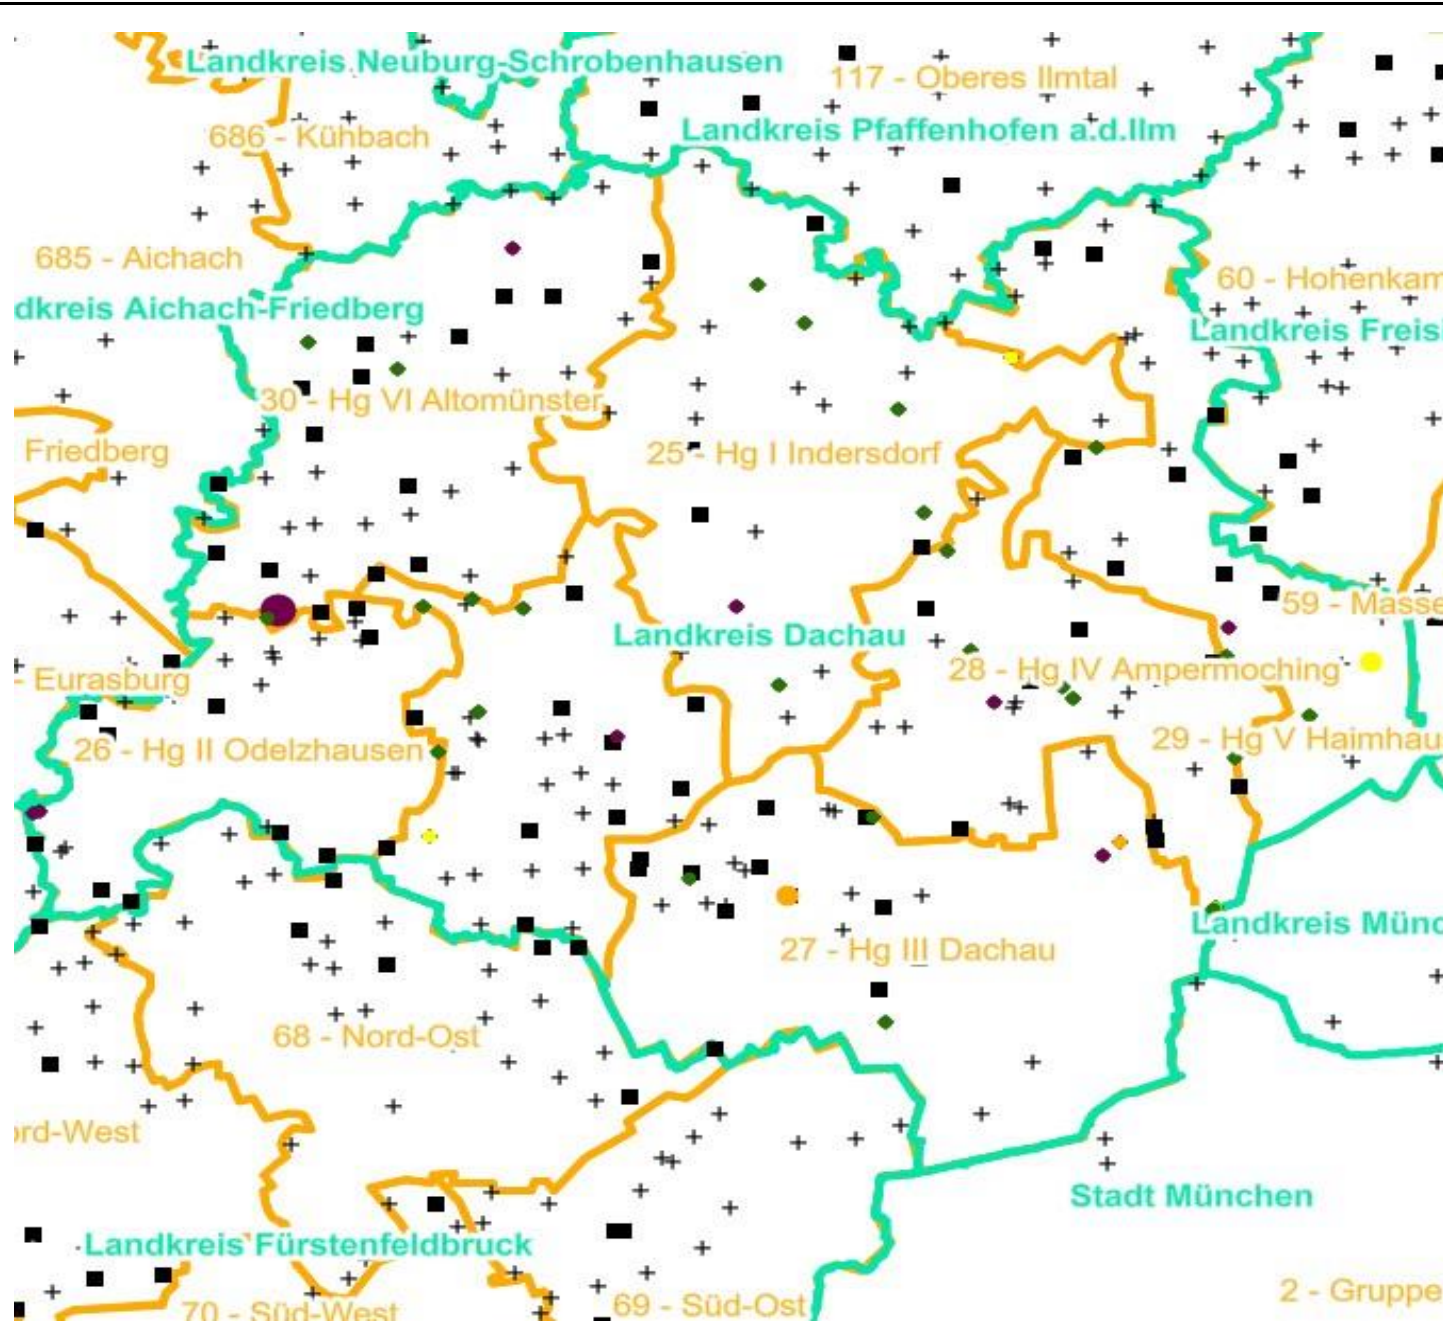 Landkreis Neuburg-Schrobenhausen
117 - Oberes Ilmtal
686 - Kühbach
Landkreis Pfaffenhofen a.d.Ilm
685 - Aichach
60 - Hohenkam
dkreis Aichach-Friedberg
Landkreis Freis
30 - Hg VI Altomünster
Friedberg
25 - Hg I Indersdorf
59 - Masse
Landkreis Dachau
28 - Hg IV Ampermoching
- Eurasburg
26 - Hg II Odelzhausen
29 - Hg V Haimhau
Landkreis Münc
27 - Hg III Dachau
68 - Nord-Ost
ord-West
Stadt München
Landkreis Fürstenfeldbruck
2 - Gruppe
70 - Süd-West
69 - Süd-Ost